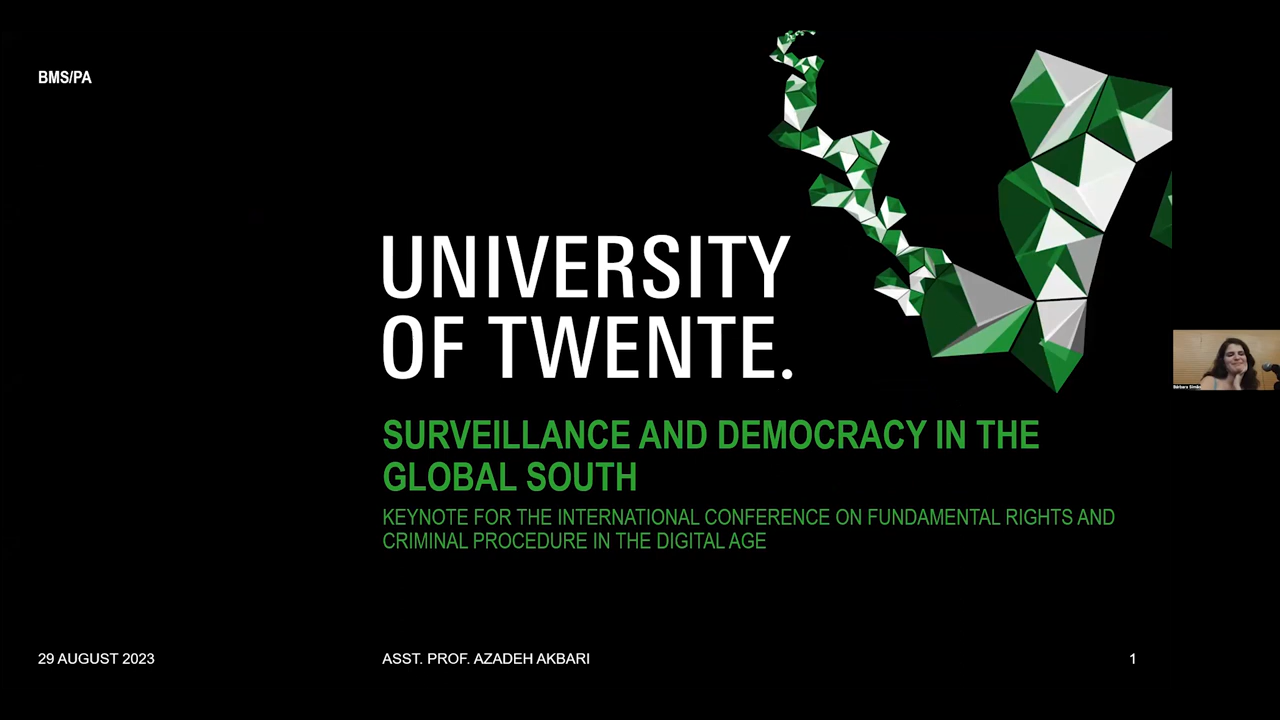 BMS/PA
UNIVERSITY
OF TWENTE.
SURVEILLANCE AND DEMOCRACY IN THE
GLOBAL SOUTH
KEYNOTE FOR THE INTERNATIONAL CONFERENCE ON FUNDAMENTAL RIGHTS AND
CRIMINAL PROCEDURE IN THE DIGITAL AGE
29 AUGUST 2023
ASST. PROF. AZADEH AKBARI
1